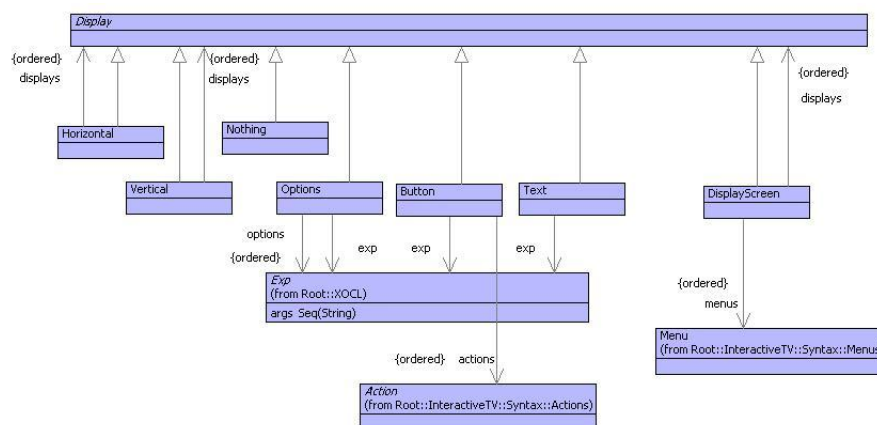 Display
{ordered}
displays
{ordered}
displays
{ordered}
displays
Horizontal
Nothing
Vertical
Options
Button
Text
DisplayScreen
options
{ordered}
exp
exp
exp
Exp
(from Root::XOCL)
args Seq(String)
{ordered}
menus
Menu
(from Root::InteractiveTV::Syntax::Menus
{ordered} actions
Action
(from Root::InteractiveTV::Syntax::Actions)